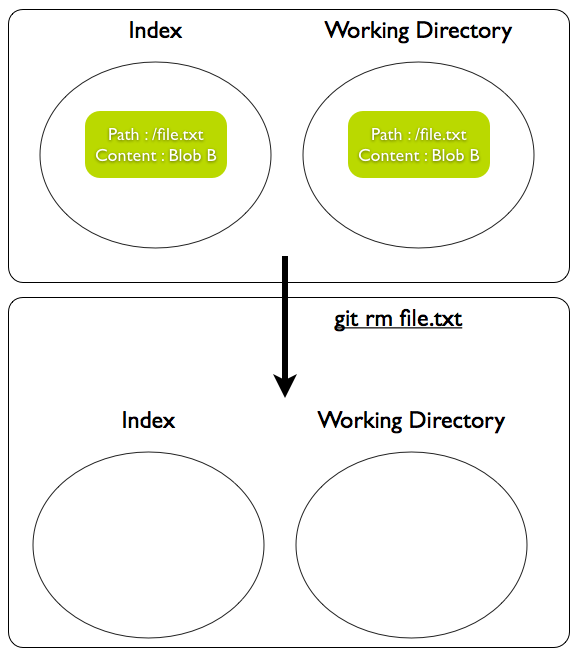 Index
Working Directory
Path : /file.txt
Content : Blob B
Path : /file.txt
Content : Blob B
git rm file.txt
Index
Working Directory